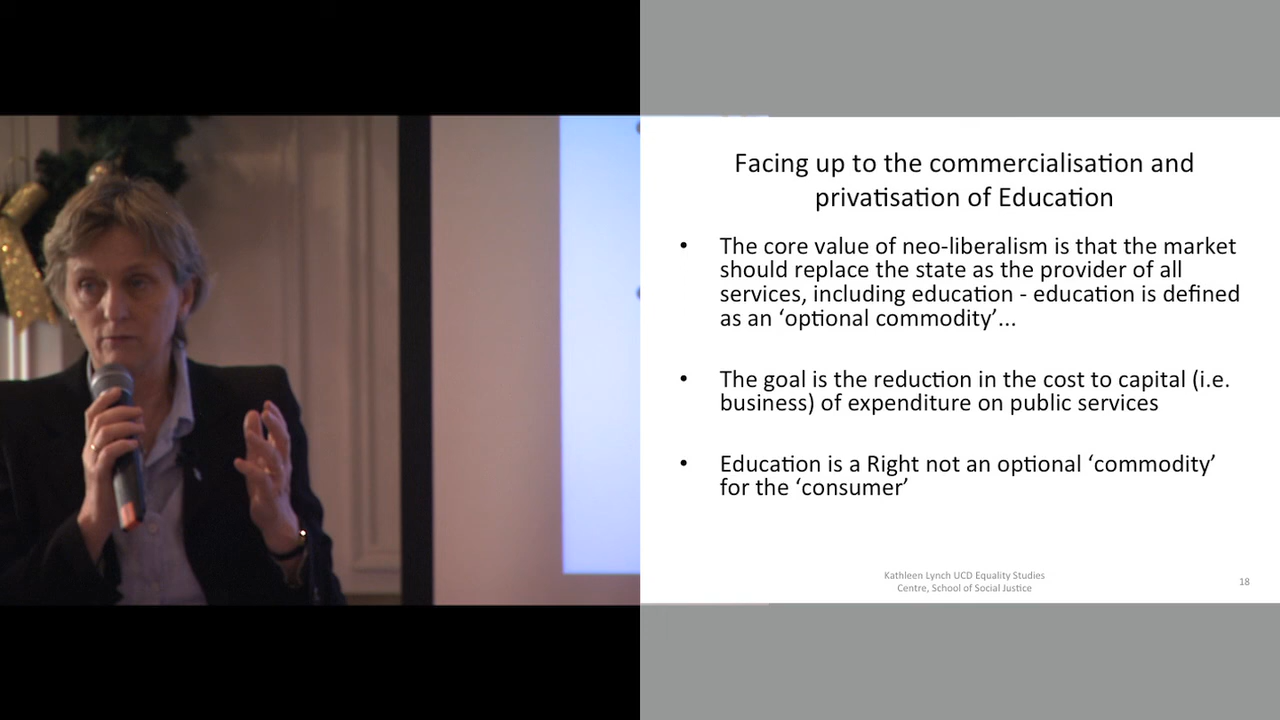 Facing up to the commercialisation and
privatisation of Education
• The core value of neo-liberalism is that the market
should replace the state as the provider of all
services, including education - education is defined
as an ‘optional commodity’...
• The goal is the reduction in the cost to capital (i.e.
business) of expenditure on public services
• Education is a Right not an optional ‘commodity’
for the ‘consumer’
Kathleen Lynch UCD Equality Studies
Centre, School of Social Justice
18